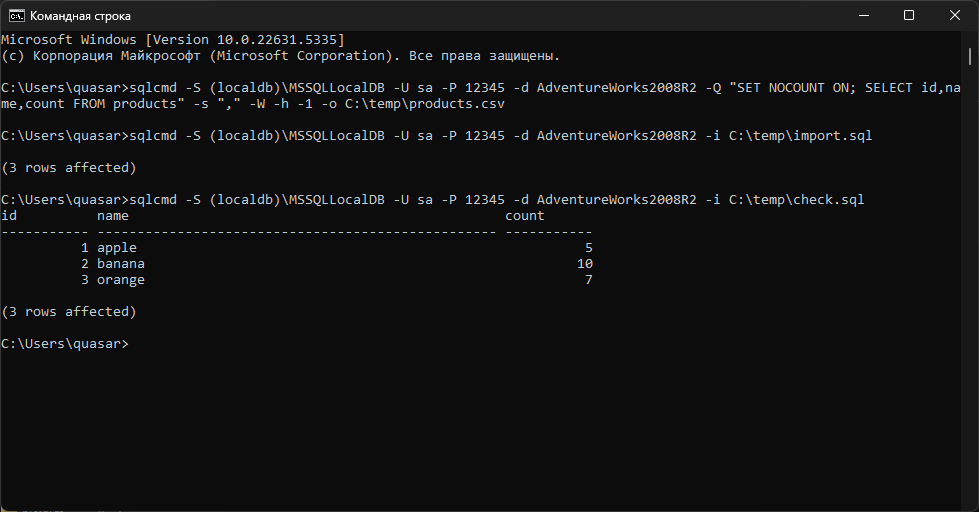 Командная строка
Microsoft Windows [Version 10.0.22631.5335]
(c) Корпорация Майкрософт (Microsoft Corporation). Все права защищены.
C:\Users\quasar>sqlcmd -S (localdb)\MSSQLLocalDB -U sa -P 12345 -d AdventureWorks2008R2 -Q "SET NOCOUNT ON; SELECT id,na
me,count FROM products" -s "," -W -h -1 -o C:\temp\products.csv
C:\Users\quasar>sqlcmd -S (localdb)\MSSQLLocalDB -U sa -P 12345 -d AdventureWorks2008R2 -i C:\temp\import.sql
(3 rows affected)
C:\Users\quasar>sqlcmd -S (localdb)\MSSQLLocalDB -U sa -P 12345 -d AdventureWorks2008R2 -i C:\temp\check.sql
id          name                                               count
----------- -------------------------------------------------- -----------
          1 apple                                                        5
          2 banana                                                      10
          3 orange                                                       7
(3 rows affected)
C:\Users\quasar>